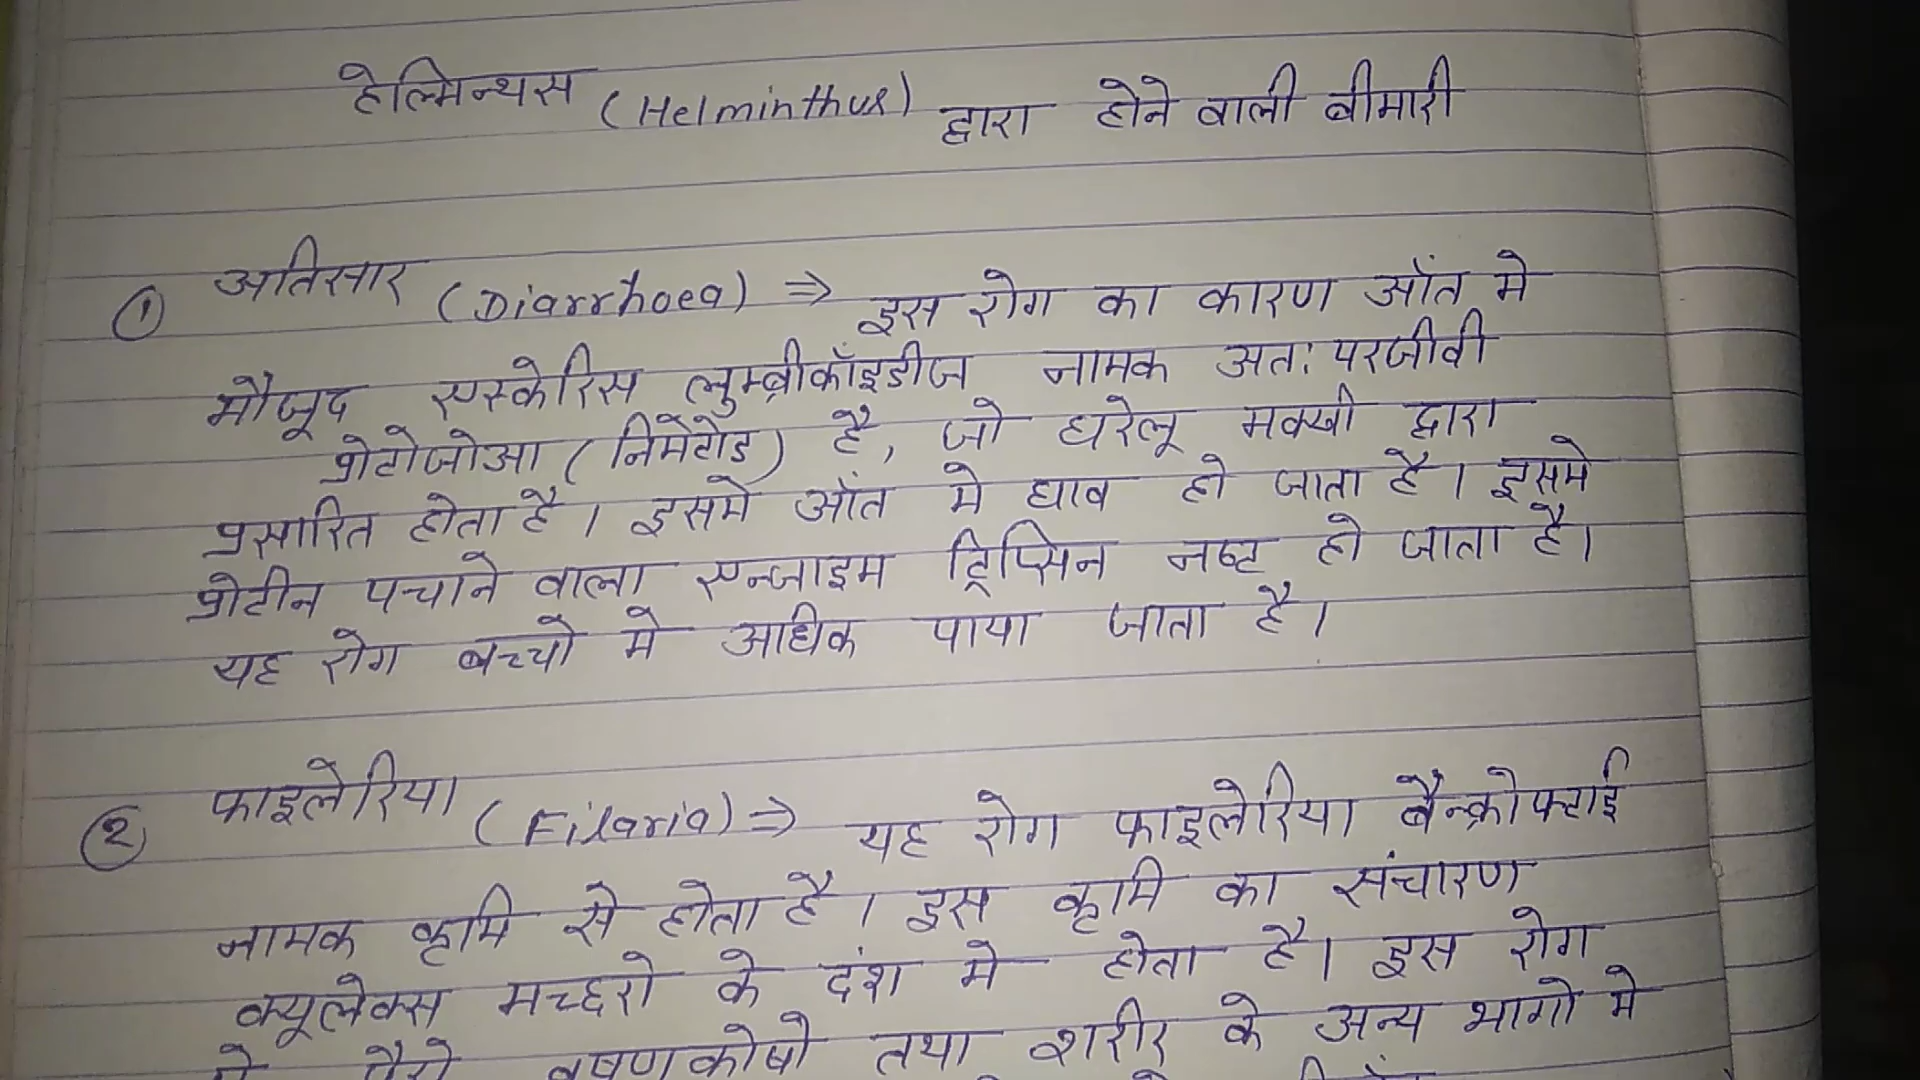 हेल्मिन्थस (Helminthus) द्वारा होने वाली बीमारी
① अतिसार (Diarrhoea) ⇒ इस रोग का कारण आँत मे
मौजूद एस्केरिस लुम्ब्रीकॉइडीज नामक अत: परजीवी
प्रोटोजोआ (निमेटोड) है, जो घरेलू मक्खी द्वारा
प्रसारित होता है। इसमें आँत मे घाव हो जाता है। इसमे
प्रोटीन पचाने वाला एन्जाइम ट्रिप्सिन नष्ट हो जाता है।
यह रोग बच्चो मे अधिक पाया जाता है।
② फाइलेरिया (Filaria) ⇒ यह रोग फाइलेरिया बैन्क्रोफ्टाई
नामक कृमि से होता है। इस कृमि का संचारण
क्यूलेक्स मच्छरो के दंश मे होता है। इस रोग
मे पैरो वृषणकोषो तथा शरीर के अन्य भागो मे